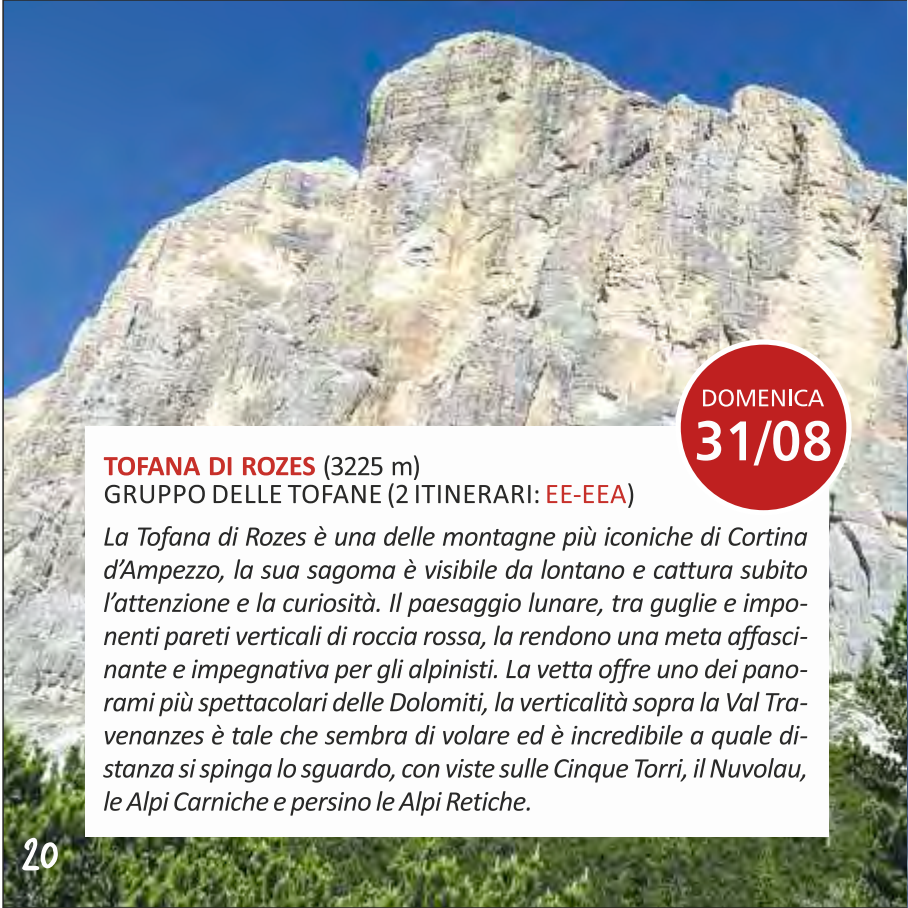 DOMENICA
31/08
TOFANA DI ROZES (3225 m)
GRUPPO DELLE TOFANE (2 ITINERARI: EE-EEA)
La Tofana di Rozes è una delle montagne più iconiche di Cortina
d’Ampezzo, la sua sagoma è visibile da lontano e cattura subito
l’attenzione e la curiosità. Il paesaggio lunare, tra guglie e impo-
nenti pareti verticali di roccia rossa, la rendono una meta affasci-
nante e impegnativa per gli alpinisti. La vetta offre uno dei pano-
rami più spettacolari delle Dolomiti, la verticalità sopra la Val Tra-
venanzes è tale che sembra di volare ed è incredibile a quale di-
stanza si spinga lo sguardo, con viste sulle Cinque Torri, il Nuvolau,
le Alpi Carniche e persino le Alpi Retiche.
20